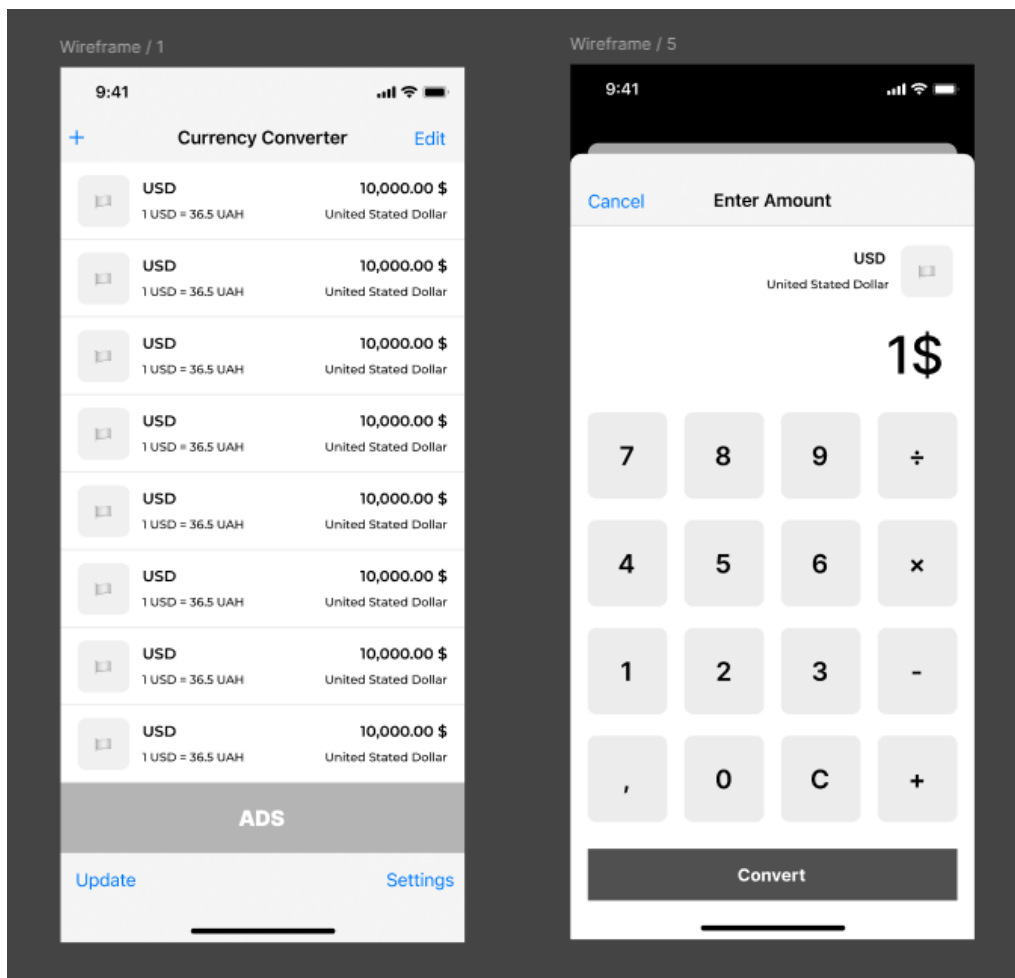 Wireframe / 1
9:41
+ Currency Converter Edit
USD 10,000.00 $
1 USD = 36.5 UAH United Stated Dollar
USD 10,000.00 $
1 USD = 36.5 UAH United Stated Dollar
USD 10,000.00 $
1 USD = 36.5 UAH United Stated Dollar
USD 10,000.00 $
1 USD = 36.5 UAH United Stated Dollar
USD 10,000.00 $
1 USD = 36.5 UAH United Stated Dollar
USD 10,000.00 $
1 USD = 36.5 UAH United Stated Dollar
USD 10,000.00 $
1 USD = 36.5 UAH United Stated Dollar
USD 10,000.00 $
1 USD = 36.5 UAH United Stated Dollar
ADS
Update Settings
Wireframe / 5
9:41
Cancel Enter Amount
USD
United Stated Dollar
1$
7 8 9 ÷
4 5 6 ×
1 2 3 -
, 0 C +
Convert